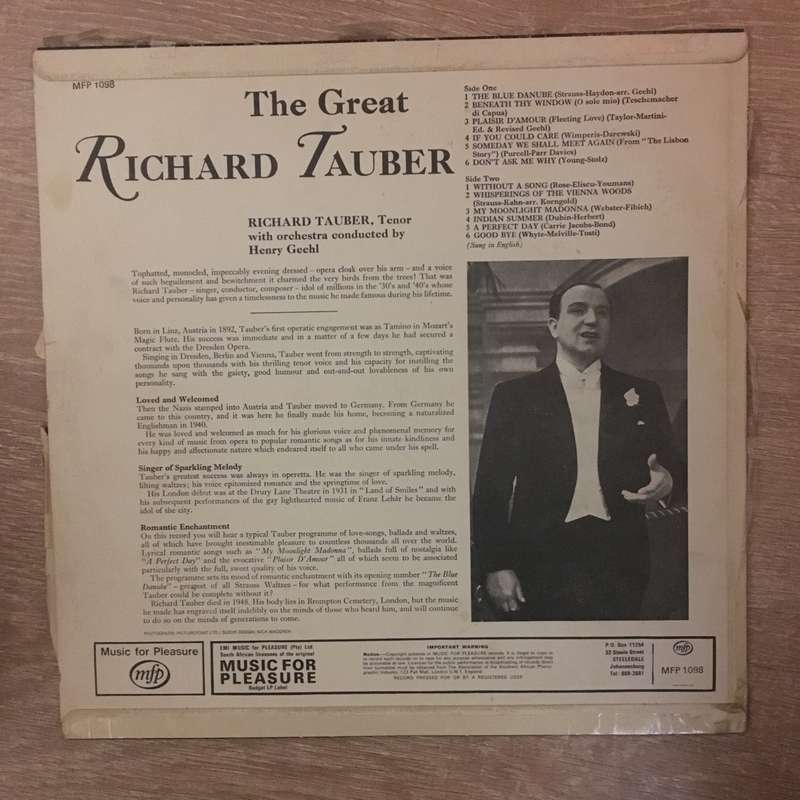 MFP 1098
The Great
RICHARD TAUBER
RICHARD TAUBER, Tenor
with orchestra conducted by
Henry Geehl
Side One
1 THE BLUE DANUBE (Strauss-Haydon-arr. Geehl)
2 BENEATH THY WINDOW (O sole mio) (Teschemacher
di Capua)
3 PLAISIR D'AMOUR (Fleeting Love) (Taylor-Martini-
Ed. & Revised Geehl)
4 IF YOU COULD CARE (Wimperis-Darewski)
5 SOMEDAY WE SHALL MEET AGAIN (From "The Lisbon
Story") (Purcell-Parr Davies)
6 DON'T ASK ME WHY (Young-Stolz)
Side Two
1 WITHOUT A SONG (Rose-Eliscu-Youmans)
2 WHISPERINGS OF THE VIENNA WOODS
(Strauss-Kahn-arr. Korngold)
3 MY MOONLIGHT MADONNA (Webster-Fibich)
4 INDIAN SUMMER (Dubin-Herbert)
5 A PERFECT DAY (Carrie Jacobs-Bond)
6 GOOD BYE (Whyte-Melville-Tosti)
(Sung in English)
Tophatted, monocled, impeccably evening dressed – opera cloak over his arm – and a voice
of such beguilement and bewitchment it charmed the very birds from the trees! That was
Richard Tauber – singer, conductor, composer – idol of millions in the '30's and '40's whose
voice and personality has given a timelessness to the music he made famous during his lifetime.
Born in Linz, Austria in 1892, Tauber's first operatic engagement was as Tamino in Mozart's
Magic Flute. His success was immediate and in a matter of a few days he had secured a
contract with the Dresden Opera.
Singing in Dresden, Berlin and Vienna, Tauber went from strength to strength, captivating
thousands upon thousands with his thrilling tenor voice and his capacity for instilling the
songs he sang with the gaiety, good humour and out-and-out lovableness of his own
personality.
Loved and Welcomed
Then the Nazis stamped into Austria and Tauber moved to Germany. From Germany he
came to this country, and it was here he finally made his home, becoming a naturalized
Englishman in 1940.
He was loved and welcomed as much for his glorious voice and phenomenal memory for
every kind of music from opera to popular romantic songs as for his innate kindliness and
his happy and affectionate nature which endeared itself to all who came under his spell.
Singer of Sparkling Melody
Tauber's greatest success was always in operetta. He was the singer of sparkling melody,
lilting waltzes; his voice epitomized romance and the springtime of love.
His London début was at the Drury Lane Theatre in 1931 in "Land of Smiles" and with
his subsequent performances of the gay lighthearted music of Franz Lehár he became the
idol of the city.
Romantic Enchantment
On this record you will hear a typical Tauber programme of love-songs, ballads and waltzes,
all of which have brought inestimable pleasure to countless thousands all over the world.
Lyrical romantic songs such as "My Moonlight Madonna", ballads full of nostalgia like
"A Perfect Day" and the evocative "Plaisir D'Amour" all of which seem to be associated
particularly with the full, sweet quality of his voice.
The programme sets its mood of romantic enchantment with its opening number "The Blue
Danube" – greatest of all Strauss Waltzes – for what performance from the magnificent
Tauber could be complete without it?
Richard Tauber died in 1948. His body lies in Brompton Cemetery, London, but the music
he made has engraved itself indelibly on the minds of those who heard him, and will continue
to do so on the minds of generations to come.
Music for Pleasure
mfp
EMI MUSIC for PLEASURE (Pty) Ltd
South African licencees of the original
MUSIC FOR
PLEASURE
Budget LP Label
IMPORTANT WARNING
RECORD PRESSED FOR OR BY A REGISTERED USER
P.O. Box 11254
32 Steele Street
STEELEDALE
Johannesburg
mfp
MFP 1098